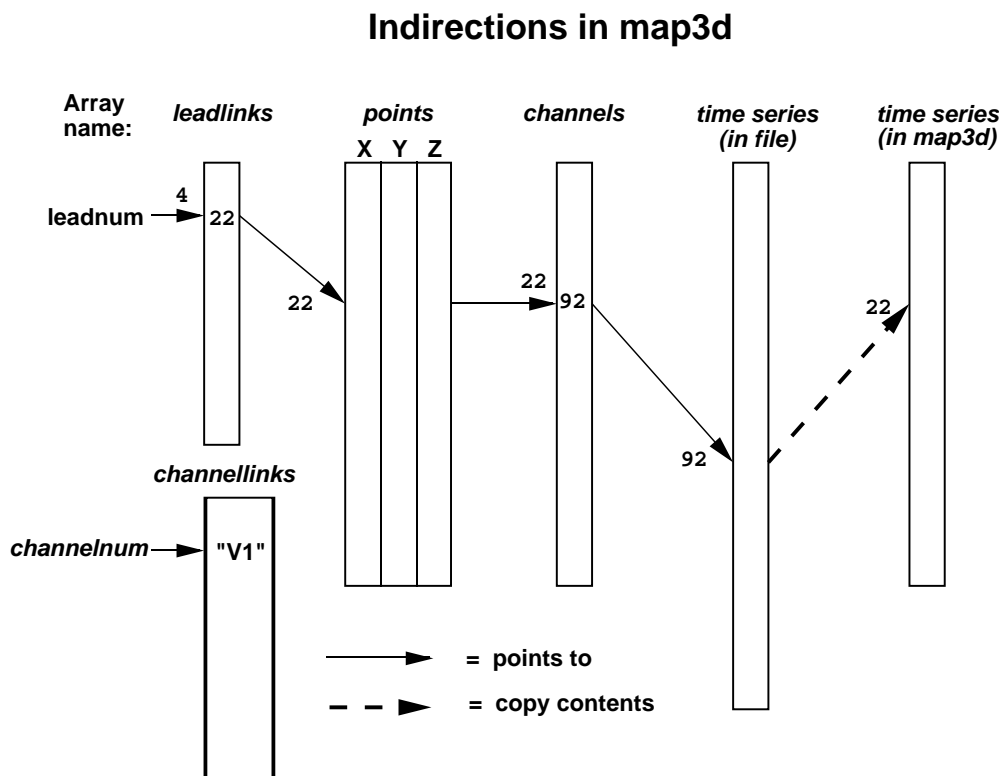 Indirections in map3d
Array
name:
leadlinks
points
channels
time series
(in file)
time series
(in map3d)
X Y Z
4
leadnum
22
22
22
92
22
92
channellinks
channelnum
"V1"
= points to
= copy contents